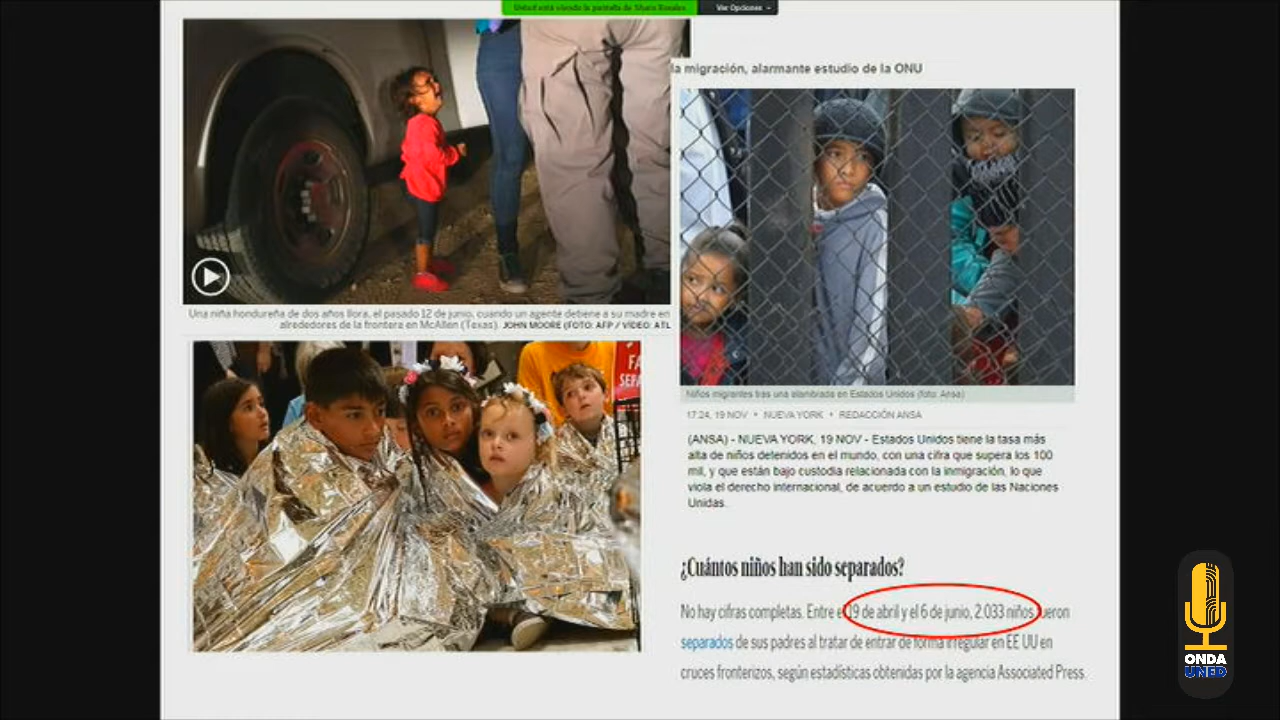 Usted está viendo la pantalla de Sharo Rosales
Ver Opciones
la migración, alarmante estudio de la ONU
Una niña hondureña de dos años llora, el pasado 12 de junio, cuando un agente detiene a su madre en
alrededores de la frontera en McAllen (Texas). JOHN MOORE (FOTO: AFP / VÍDEO: ATL
Niños migrantes tras una alambrada en Estados Unidos (foto: Ansa)
17:24, 19 NOV • NUEVA YORK • REDACCIÓN ANSA
(ANSA) - NUEVA YORK, 19 NOV - Estados Unidos tiene la tasa más
alta de niños detenidos en el mundo, con una cifra que supera los 100
mil, y que están bajo custodia relacionada con la inmigración, lo que
viola el derecho internacional, de acuerdo a un estudio de las Naciones
Unidas.
¿Cuántos niños han sido separados?
No hay cifras completas. Entre el 19 de abril y el 6 de junio, 2.033 niños fueron
separados de sus padres al tratar de entrar de forma irregular en EE UU en
cruces fronterizos, según estadísticas obtenidas por la agencia Associated Press.
FA
SEPA
ONDA
UNED